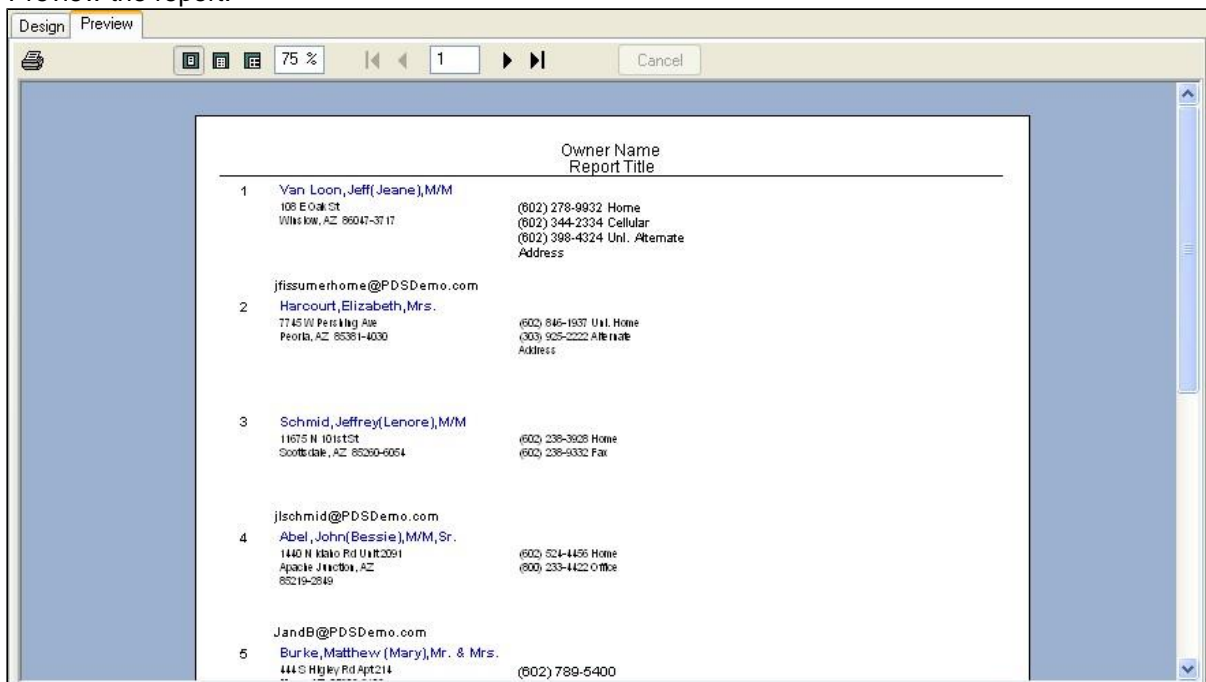 Preview the report.
Design Preview
75 % 1 Cancel
Owner Name
Report Title
1 Van Loon,Jeff(Jeane),M/M
108 E Oak St
Winslow, AZ 86047-3717
(602) 278-9932 Home
(602) 344-2334 Cellular
(602) 398-4324 Unl. Alternate
Address
jfissumerhome@PDSDemo.com
2 Harcourt,Elizabeth,Mrs.
7745 W Pershing Ave
Peoria, AZ 85381-4030
(602) 846-1937 Unl. Home
(303) 925-2222 Alternate
Address
3 Schmid,Jeffrey(Lenore),M/M
11675 N 101st St
Scottsdale, AZ 85260-6054
(602) 238-3928 Home
(602) 238-9332 Fax
jlschmid@PDSDemo.com
4 Abel,John(Bessie),M/M,Sr.
1440 N Idaho Rd Unit 2091
Apache Junction, AZ
85219-2849
(602) 524-4456 Home
(800) 233-4422 Office
JandB@PDSDemo.com
5 Burke,Matthew (Mary),Mr. & Mrs.
444 S Higley Rd Apt 214
(602) 789-5400